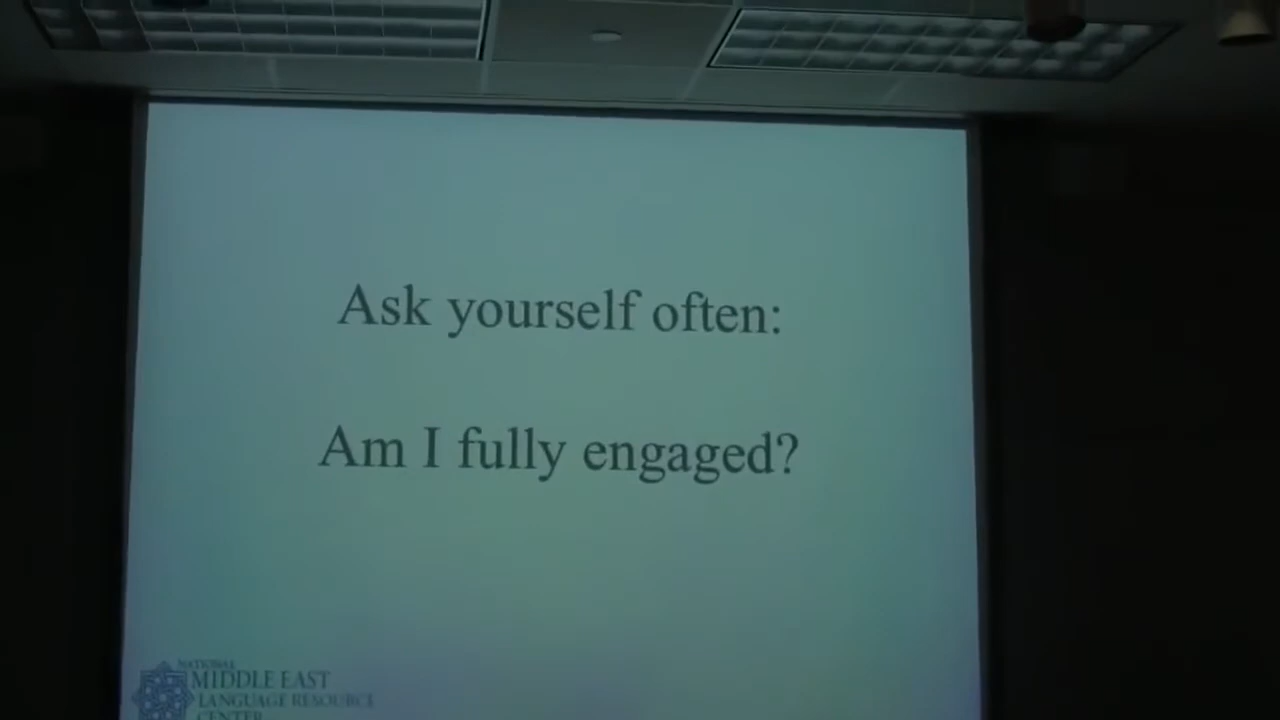 Ask yourself often:
Am I fully engaged?
NATIONAL
MIDDLE EAST
LANGUAGE RESOURCE
CENTER